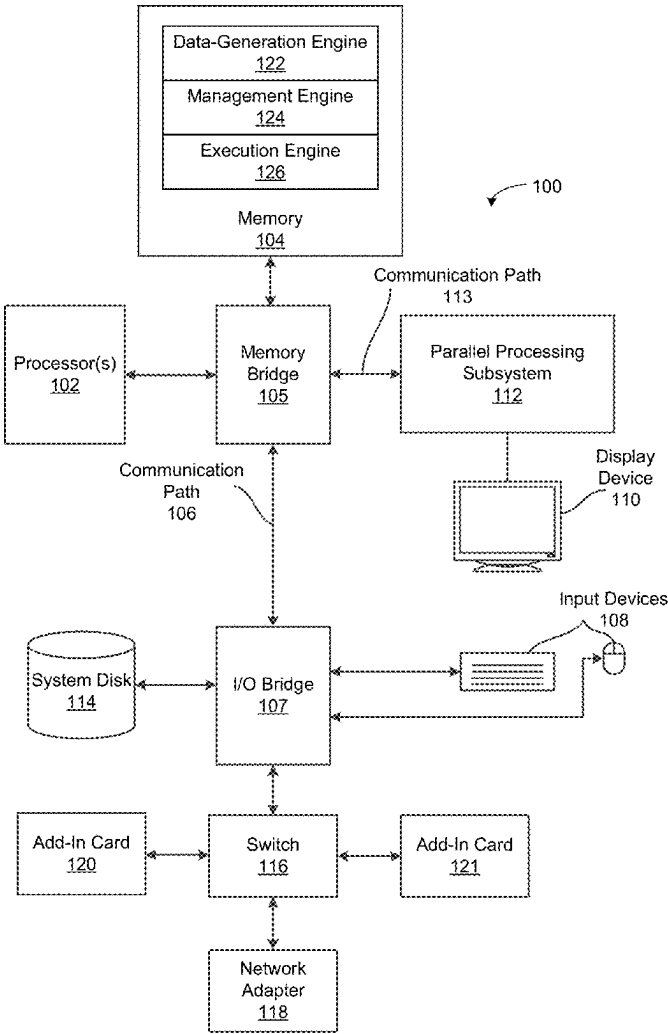 Data-Generation Engine
122
Management Engine
124
Execution Engine
126
Memory
104
100
Communication Path
113
Processor(s)
102
Memory
Bridge
105
Parallel Processing
Subsystem
112
Communication
Path
106
Display
Device
110
Input Devices
108
System Disk
114
I/O Bridge
107
Add-In Card
120
Switch
116
Add-In Card
121
Network
Adapter
118